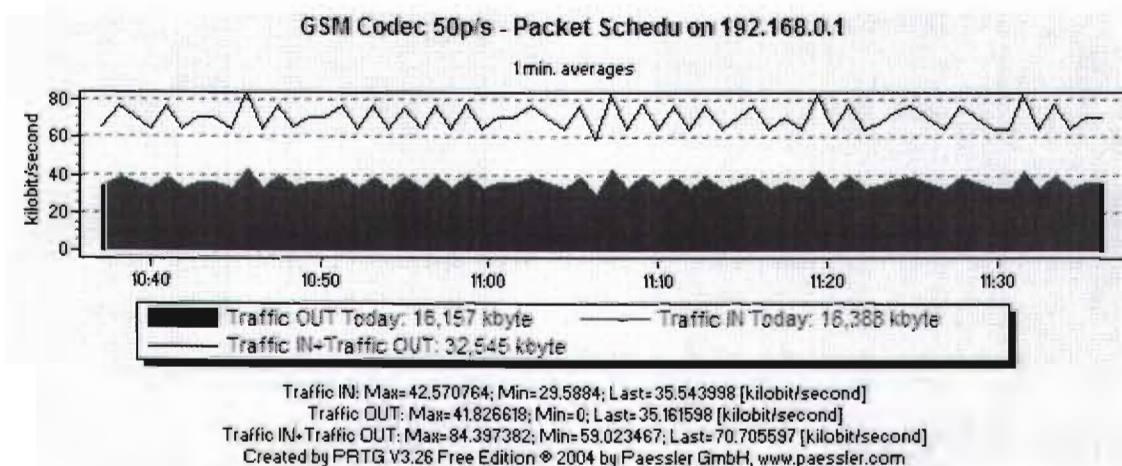 GSM Codec 50p/s - Packet Schedu on 192.168.0.1
1min. averages
kilobit/second
80
60
40
20
0
10:40 10:50 11:00 11:10 11:20 11:30
Traffic OUT Today: 16,157 kbyte Traffic IN Today: 16,388 kbyte
Traffic IN+Traffic OUT: 32,545 kbyte
Traffic IN: Max=42.570764; Min=29.5884; Last=35.543998 [kilobit/second]
Traffic OUT: Max=41.826618; Min=0; Last=35.161598 [kilobit/second]
Traffic IN+Traffic OUT: Max=84.397382; Min=59.023467; Last=70.705597 [kilobit/second]
Created by PRTG V3.26 Free Edition © 2004 by Paessler GmbH, www.paessler.com